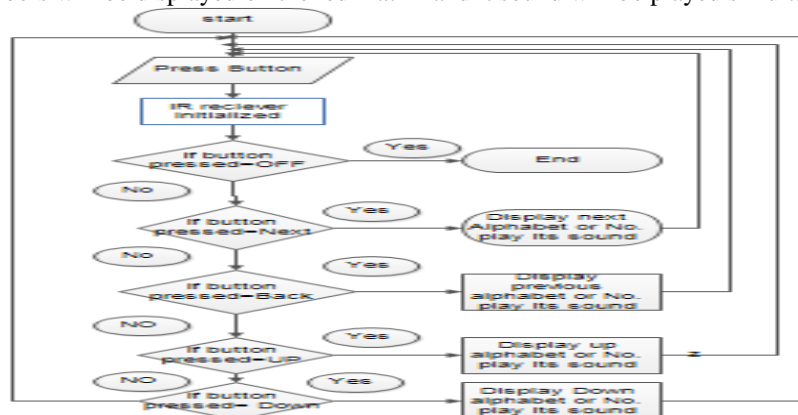 start
Press Button
IR reciever
Initialized
If button
pressed=OFF
Yes
End
No
If button
pressed=Next
Yes
Display next
Alphabet or No.
play Its sound
No
If button
pressed=Back
Yes
Display
previous
alphabet or No.
play Its sound
NO
If button
pressed=UP
Yes
Display up
alphabet or No.
play Its sound
z
NO
If button
pressed= Down
Yes
Display Down
alphabet or No.
play Its sound